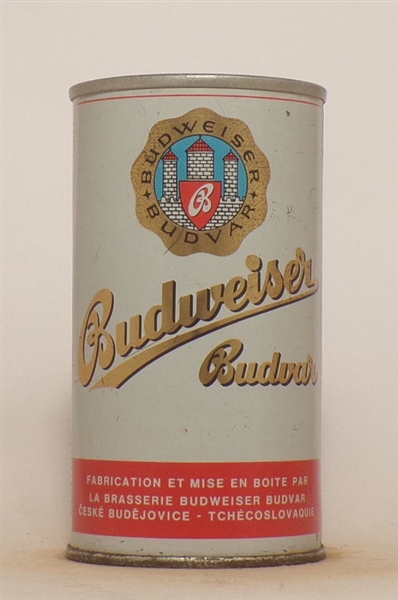 BUDWEISER
BUDVAR
B
Budweiser
Budvar
FABRICATION ET MISE EN BOITE PAR
LA BRASSERIE BUDWEISER BUDVAR
ČESKÉ BUDĚJOVICE - TCHÉCOSLOVAQUIE